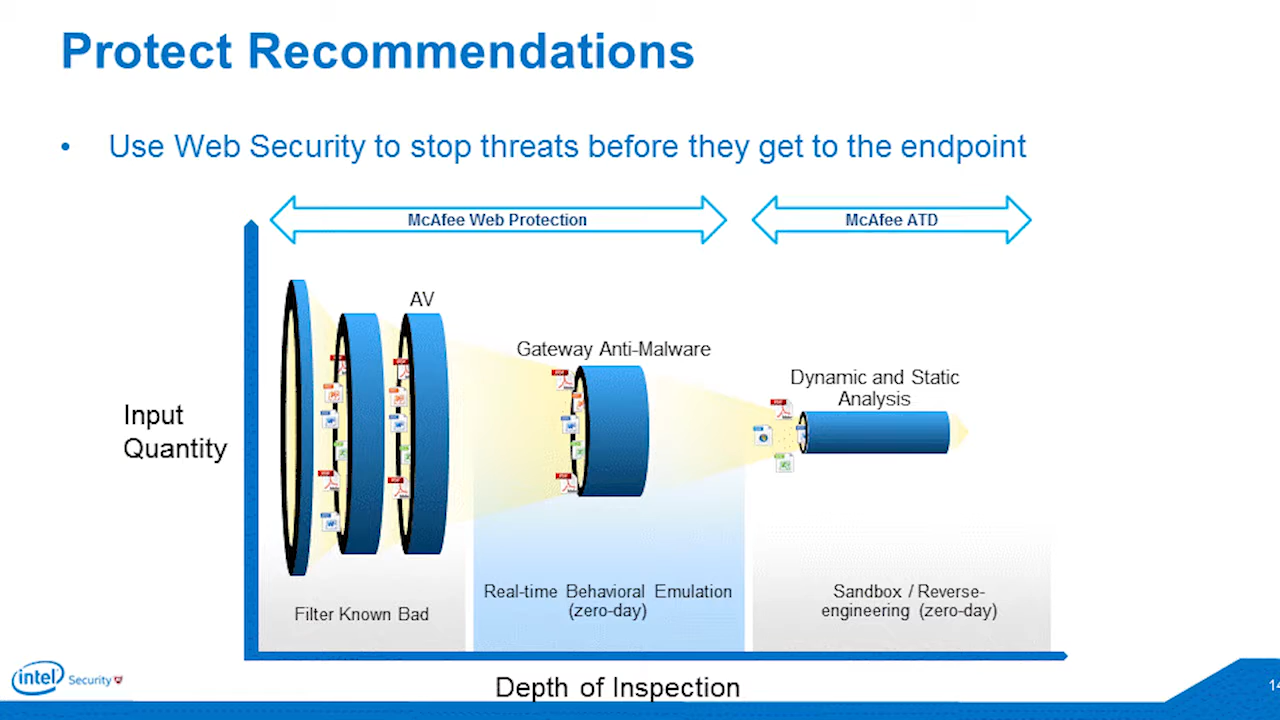 Protect Recommendations
• Use Web Security to stop threats before they get to the endpoint
McAfee Web Protection
McAfee ATD
AV
Gateway Anti-Malware
Dynamic and Static
Analysis
Input
Quantity
Filter Known Bad
Real-time Behavioral Emulation
(zero-day)
Sandbox / Reverse-
engineering (zero-day)
Depth of Inspection
intel Security